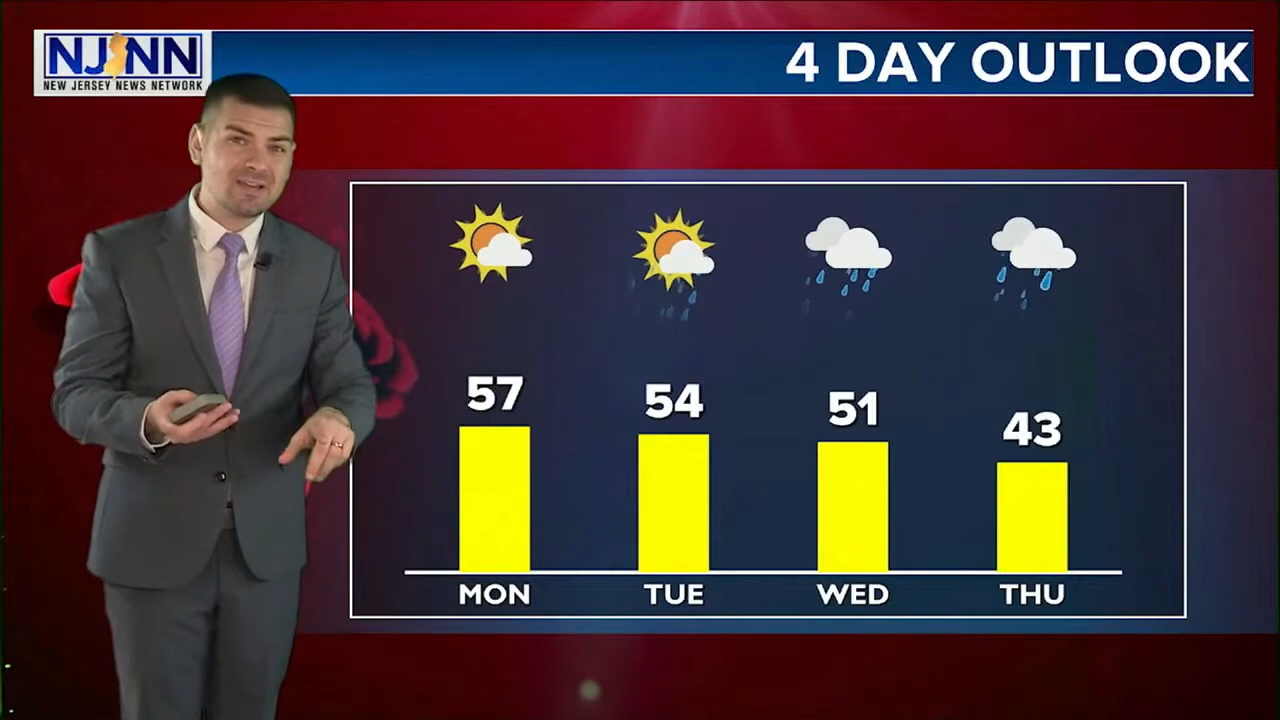 NJNN
NEW JERSEY NEWS NETWORK
4 DAY OUTLOOK
57
54
51
43
MON
TUE
WED
THU